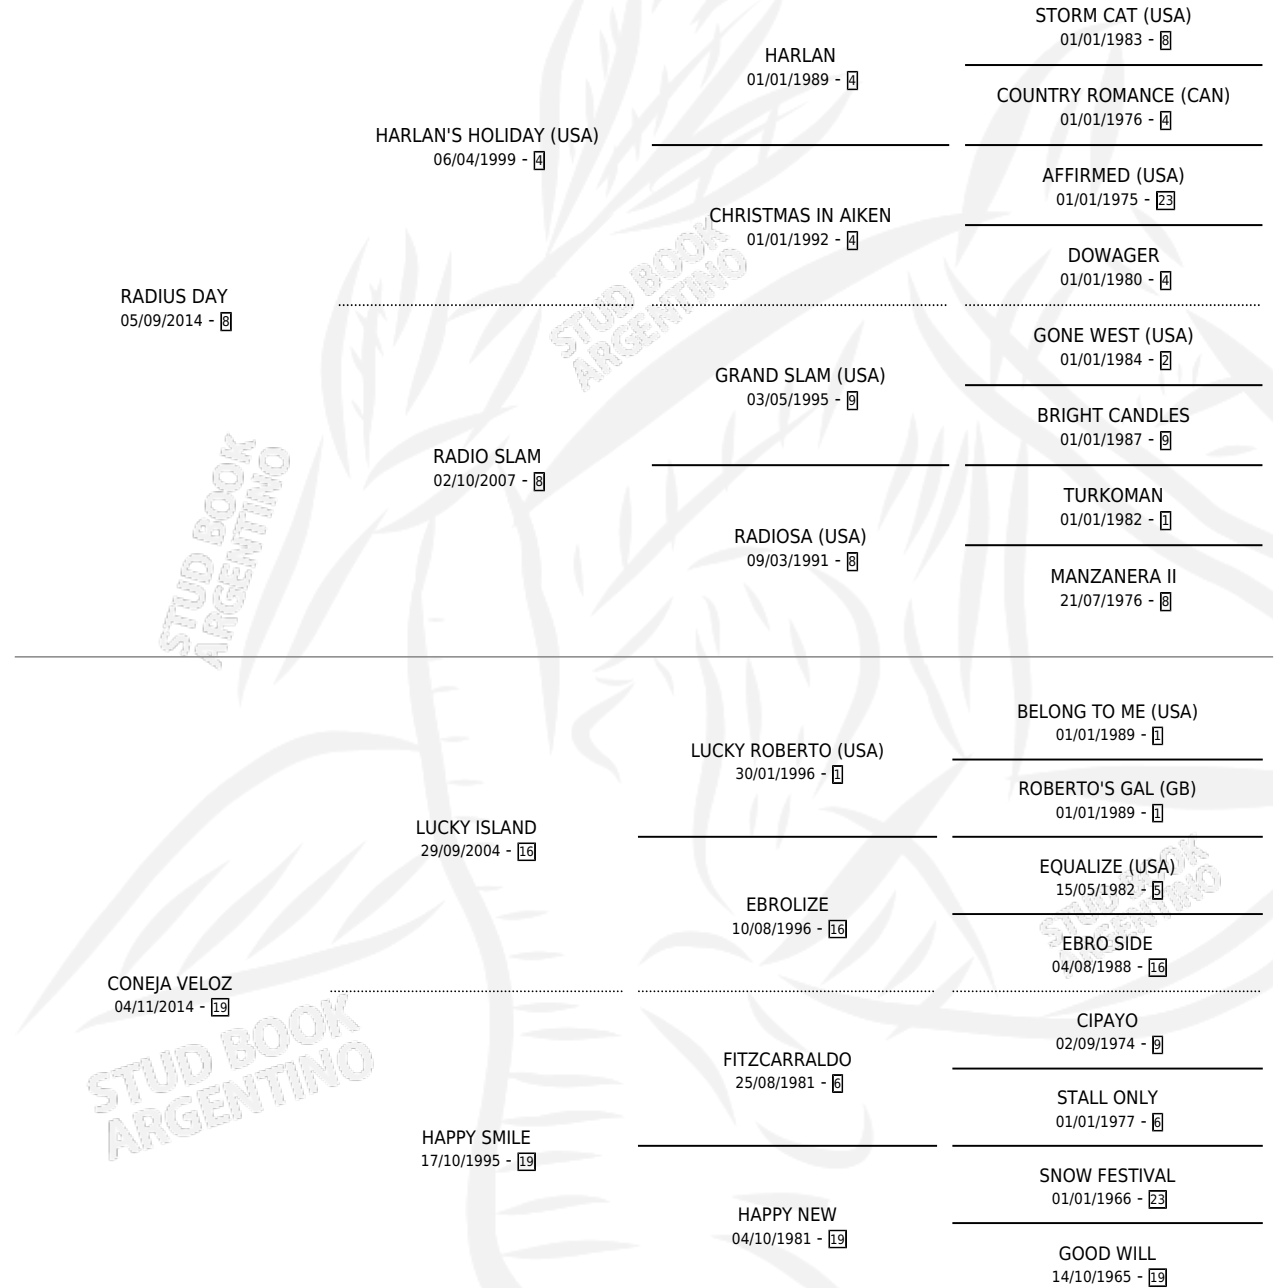 STORM CAT (USA)
01/01/1983 - 8
HARLAN
01/01/1989 - 4
COUNTRY ROMANCE (CAN)
01/01/1976 - 4
HARLAN'S HOLIDAY (USA)
06/04/1999 - 4
AFFIRMED (USA)
01/01/1975 - 23
CHRISTMAS IN AIKEN
01/01/1992 - 4
DOWAGER
01/01/1980 - 4
RADIUS DAY
05/09/2014 - 8
GONE WEST (USA)
01/01/1984 - 2
GRAND SLAM (USA)
03/05/1995 - 9
BRIGHT CANDLES
01/01/1987 - 9
RADIO SLAM
02/10/2007 - 8
TURKOMAN
01/01/1982 - 1
RADIOSA (USA)
09/03/1991 - 8
MANZANERA II
21/07/1976 - 8
BELONG TO ME (USA)
01/01/1989 - 1
LUCKY ROBERTO (USA)
30/01/1996 - 1
ROBERTO'S GAL (GB)
01/01/1989 - 1
LUCKY ISLAND
29/09/2004 - 16
EQUALIZE (USA)
15/05/1982 - 5
EBROLIZE
10/08/1996 - 16
EBRO SIDE
04/08/1988 - 16
CONEJA VELOZ
04/11/2014 - 19
CIPAYO
02/09/1974 - 9
FITZCARRALDO
25/08/1981 - 6
STALL ONLY
01/01/1977 - 6
HAPPY SMILE
17/10/1995 - 19
SNOW FESTIVAL
01/01/1966 - 23
HAPPY NEW
04/10/1981 - 19
GOOD WILL
14/10/1965 - 19
STUD BOOK
ARGENTINO
STUD BOOK
ARGENTINO
STUD BOOK
ARGENTINO
STUD BOOK
ARGENTINO